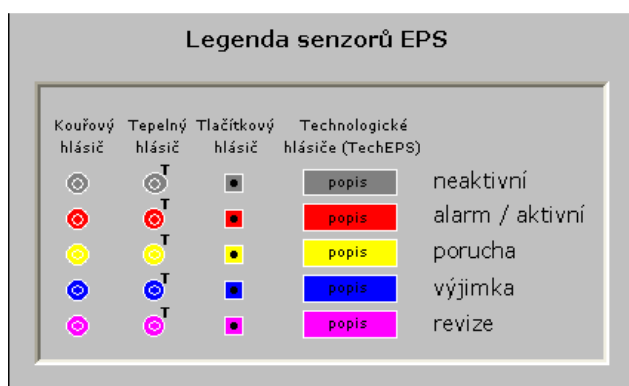 Legenda senzorů EPS
Kouřový Tepelný Tlačítkový Technologické
hlásič hlásič hlásič hlásiče (TechEPS)
T popis neaktivní
T popis alarm / aktivní
T popis porucha
T popis výjimka
T popis revize